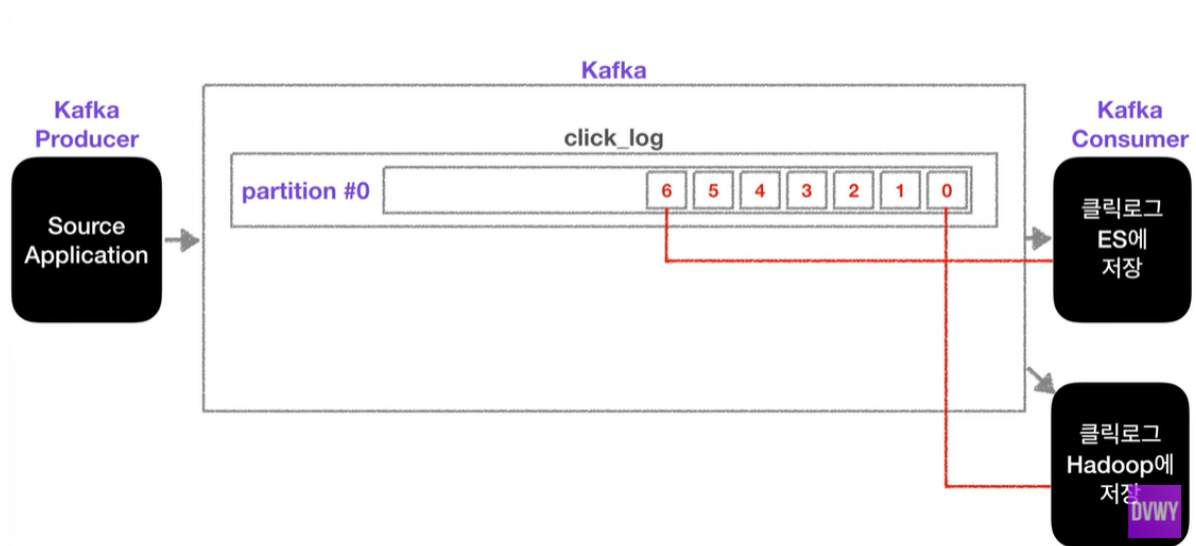 Kafka
Kafka
Producer
Kafka
Consumer
click_log
partition #0
6 5 4 3 2 1 0
Source
Application
클릭로그
ES에
저장
클릭로그
Hadoop에
저장
DVWY